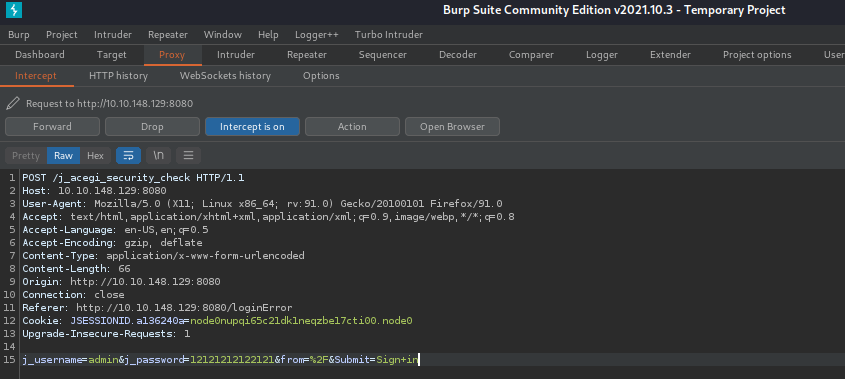 Burp Suite Community Edition v2021.10.3 - Temporary Project
Burp Project Intruder Repeater Window Help Logger++ Turbo Intruder
Dashboard Target Proxy Intruder Repeater Sequencer Decoder Comparer Logger Extender Project options User
Intercept HTTP history WebSockets history Options
Request to http://10.10.148.129:8080
Forward Drop Intercept is on Action Open Browser
Pretty Raw Hex \n
1 POST /j_acegi_security_check HTTP/1.1
2 Host: 10.10.148.129:8080
3 User-Agent: Mozilla/5.0 (X11; Linux x86_64; rv:91.0) Gecko/20100101 Firefox/91.0
4 Accept: text/html,application/xhtml+xml,application/xml;q=0.9,image/webp,*/*;q=0.8
5 Accept-Language: en-US,en;q=0.5
6 Accept-Encoding: gzip, deflate
7 Content-Type: application/x-www-form-urlencoded
8 Content-Length: 66
9 Origin: http://10.10.148.129:8080
10 Connection: close
11 Referer: http://10.10.148.129:8080/loginError
12 Cookie: JSESSIONID.a136240a=node0nupqi65c21dk1neqzbe17cti00.node0
13 Upgrade-Insecure-Requests: 1
14
15 j_username=admin&j_password=12121212122121&from=%2F&Submit=Sign+in